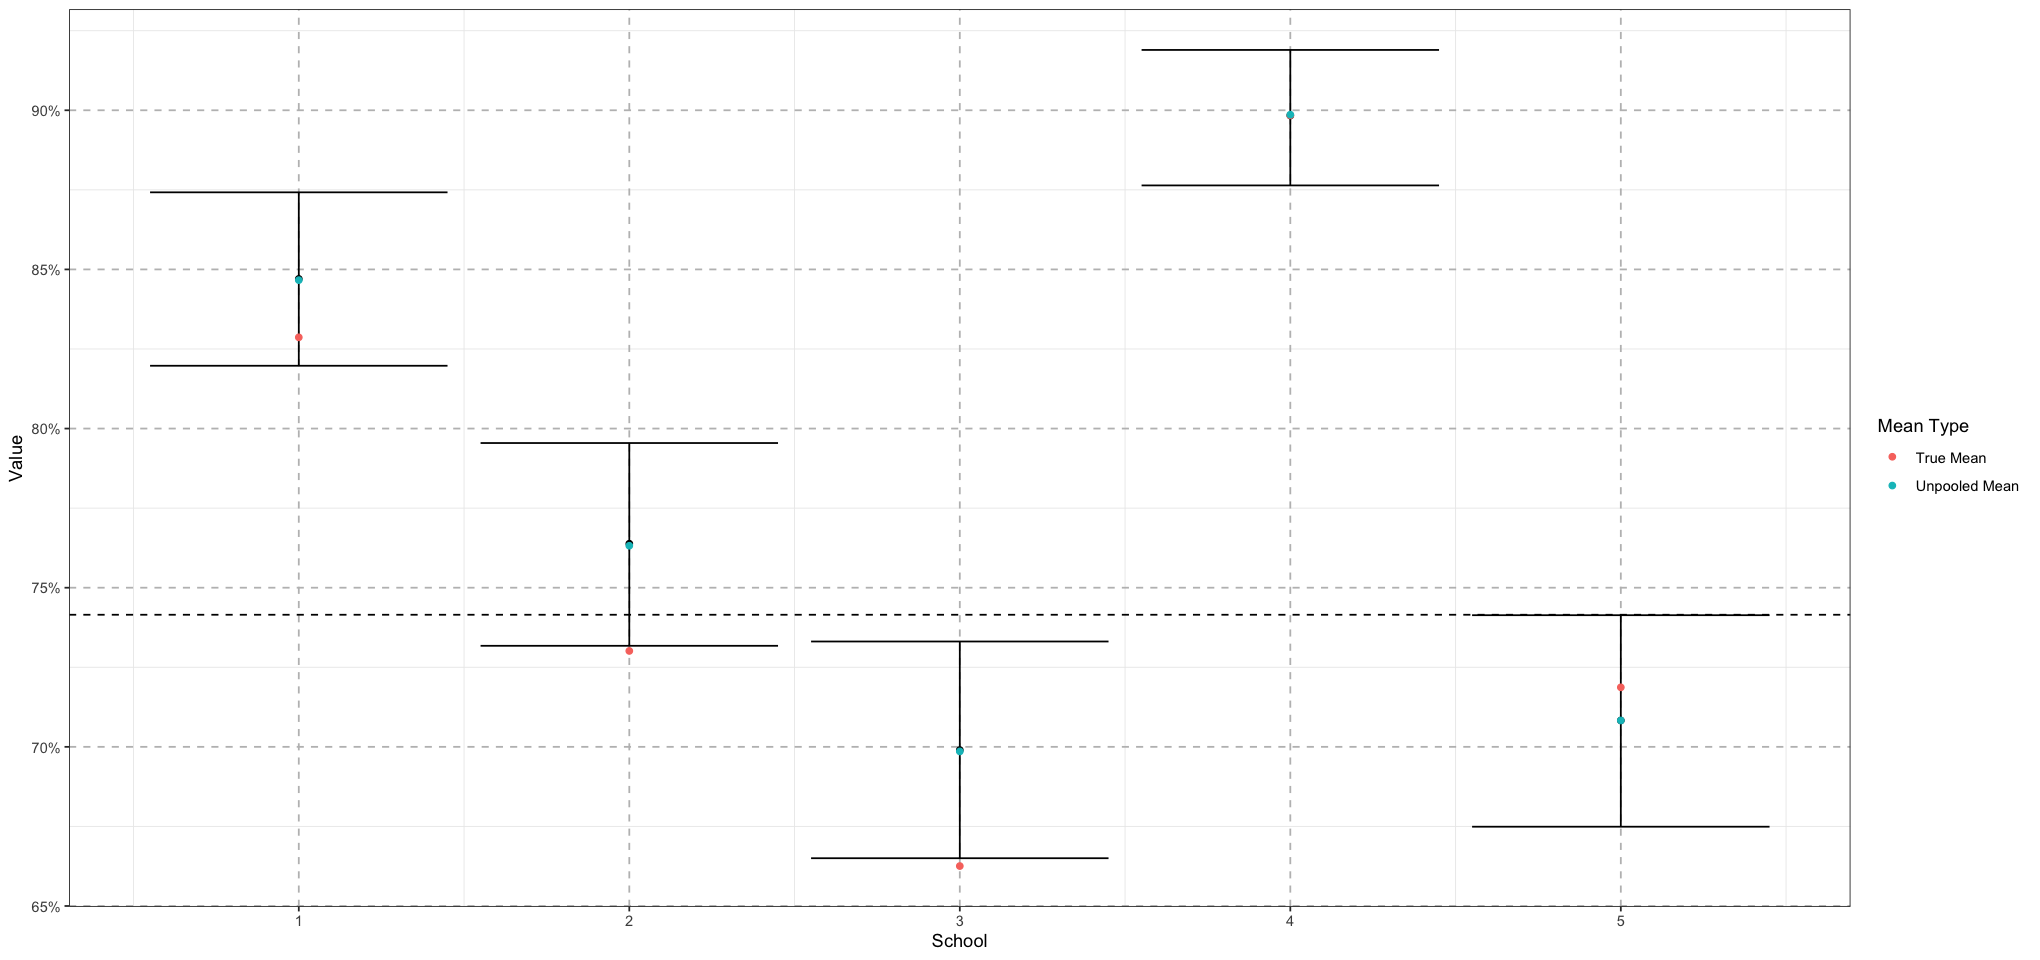 90%
85%
80%
75%
70%
65%
Value
1 2 3 4 5
School
Mean Type
True Mean
Unpooled Mean